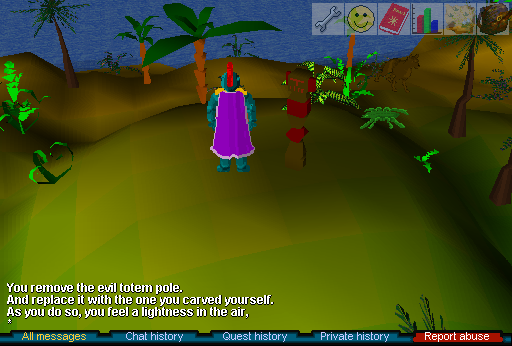 Read!
You remove the evil totem pole.
And replace it with the one you carved yourself.
As you do so, you feel a lightness in the air,
*
All messages Chat history Quest history Private history Report abuse